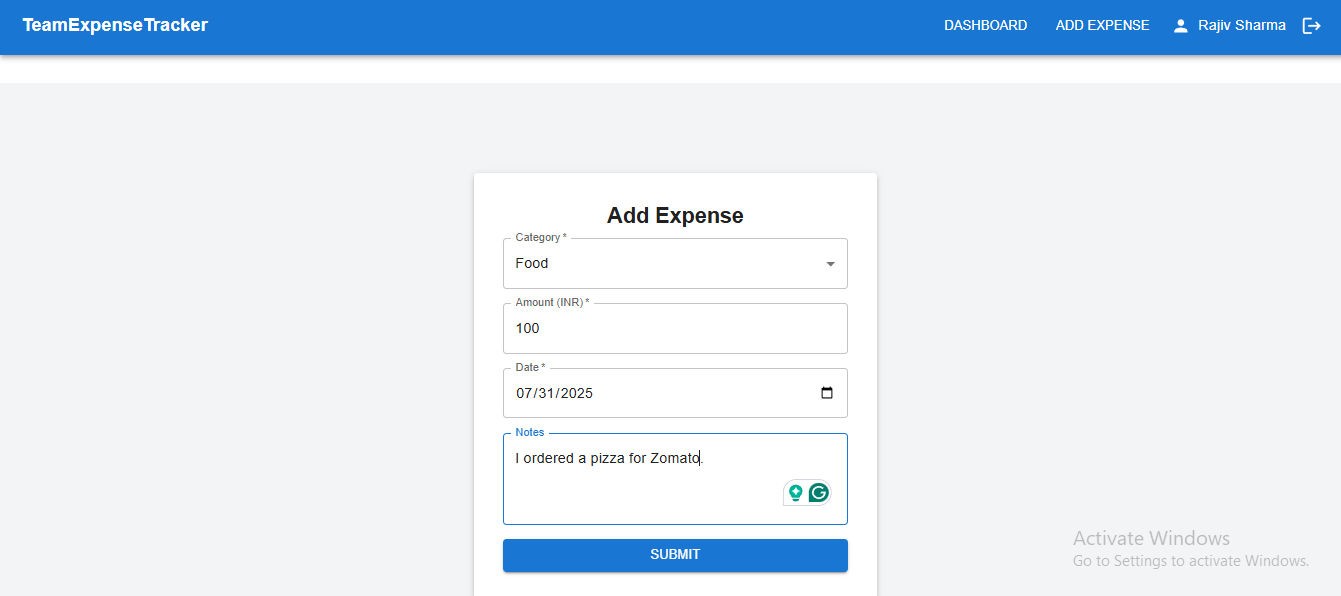 TeamExpenseTracker
DASHBOARD
ADD EXPENSE
Rajiv Sharma
Add Expense
Category *
Food
Amount (INR) *
100
Date *
07/31/2025
Notes
I ordered a pizza for Zomato.
G
SUBMIT
Activate Windows
Go to Settings to activate Windows.